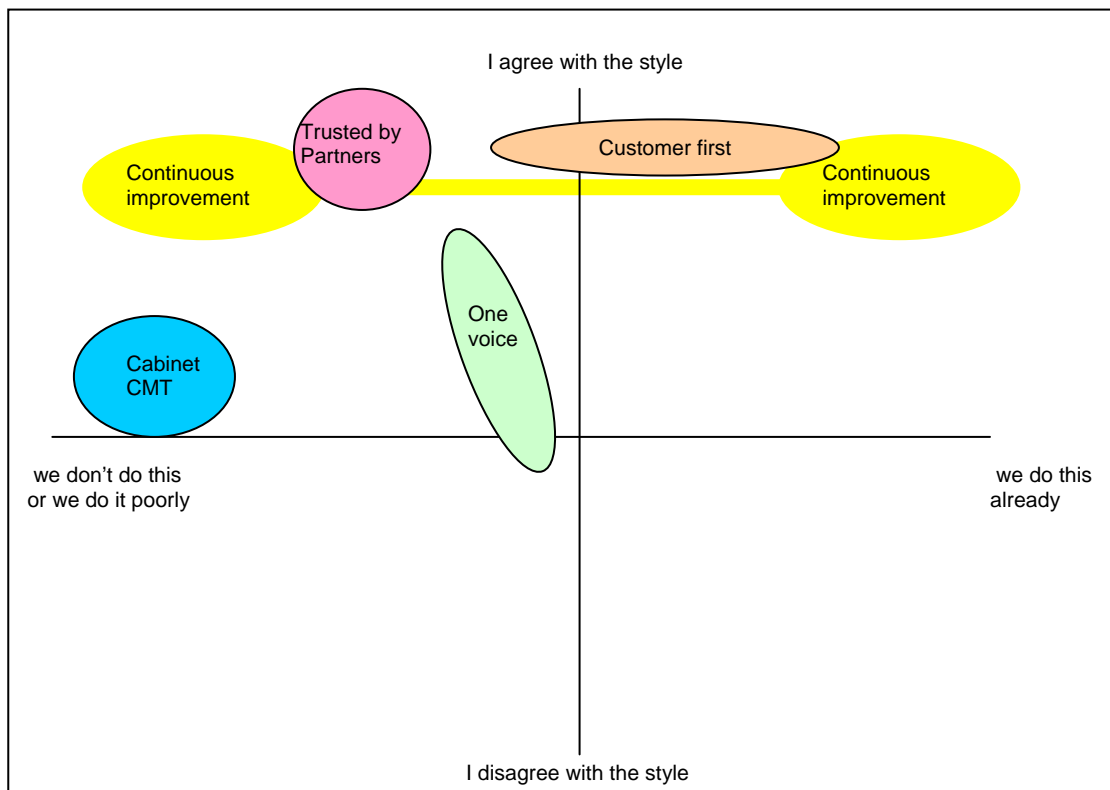 I agree with the style
Trusted by
Partners
Customer first
Continuous
improvement
Continuous
improvement
One
voice
Cabinet
CMT
we don't do this
or we do it poorly
we do this
already
I disagree with the style